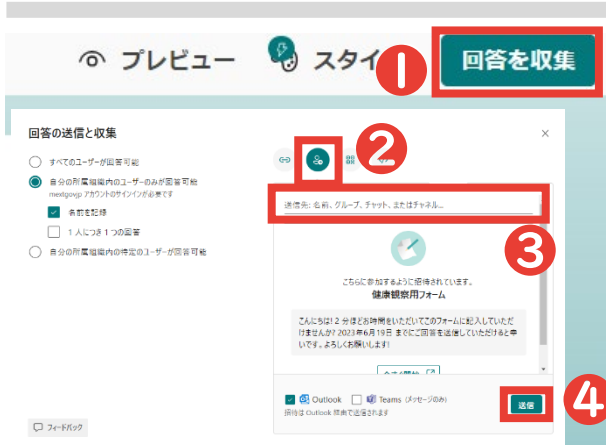 プレビュー
スタイ
回答を収集
1
回答の送信と収集
すべてのユーザーが回答可能
自分の所属組織内のユーザーのみが回答可能
mextgovjp アカウントのサインインが必要です
名前を記録
1 人につき 1 つの回答
自分の所属組織内の特定のユーザーが回答可能
2
送信先: 名前、グループ、チャット、またはチャネル...
3
こちらに参加するように招待されています。
健康観察用フォーム
こんにちは! 2 分ほどお時間をいただいてこのフォームに記入していただ
けませんか? 2023 年 6 月 19 日 までにご回答を送信していただけると幸
いです。よろしくお願いします!
今すぐ開始
Outlook
Teams (メッセージのみ)
招待は Outlook 経由で送信されます
送信
4
フィードバック